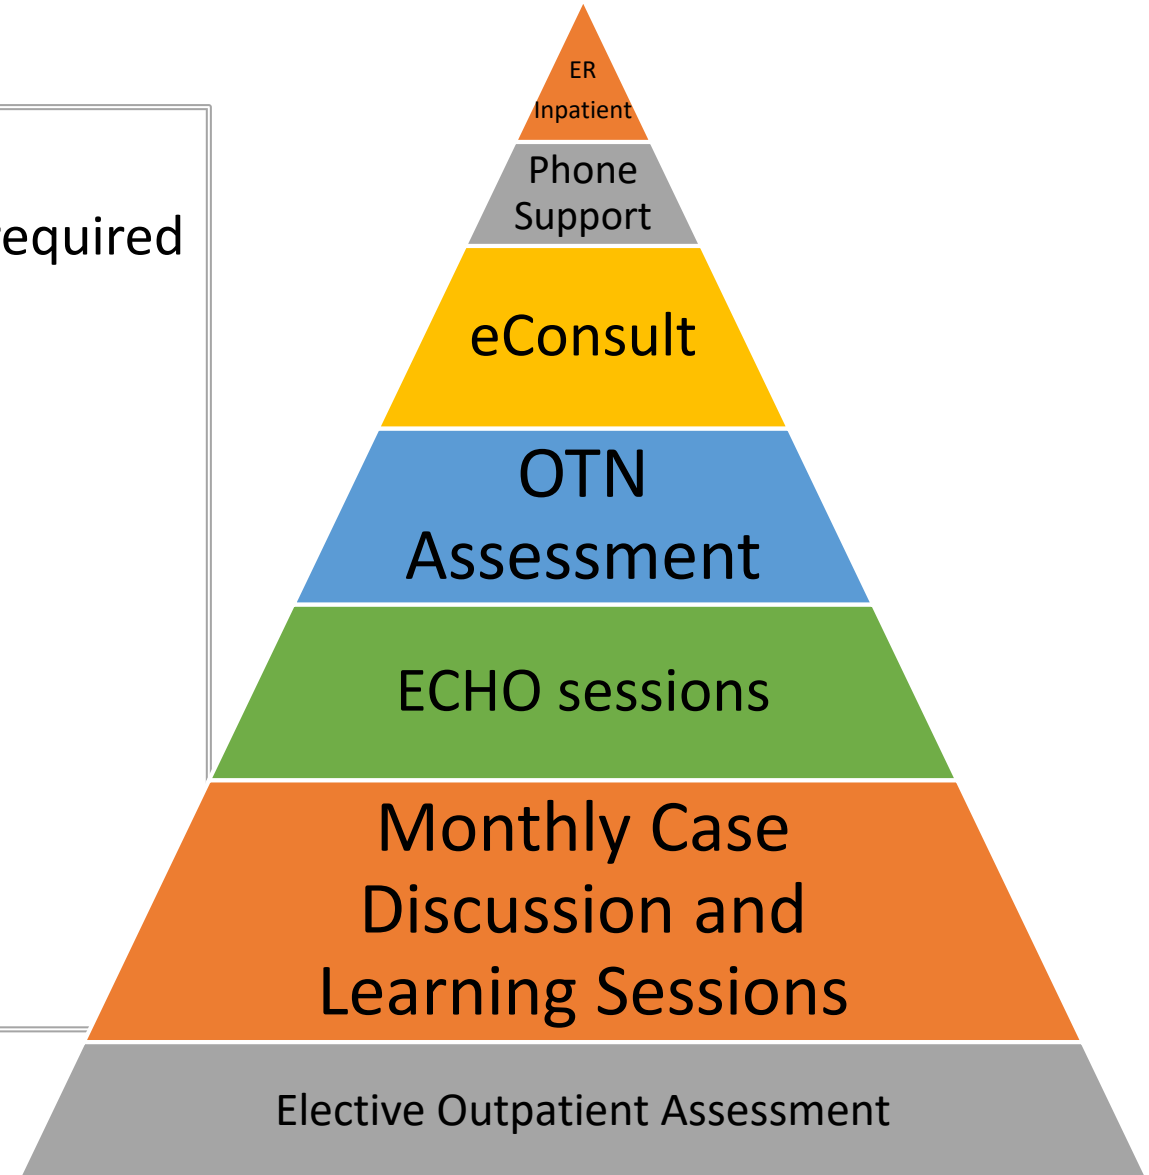 ER
Inpatient
equired
Phone
Support
eConsult
OTN
Assessment
ECHO sessions
Monthly Case
Discussion and
Learning Sessions
Elective Outpatient Assessment